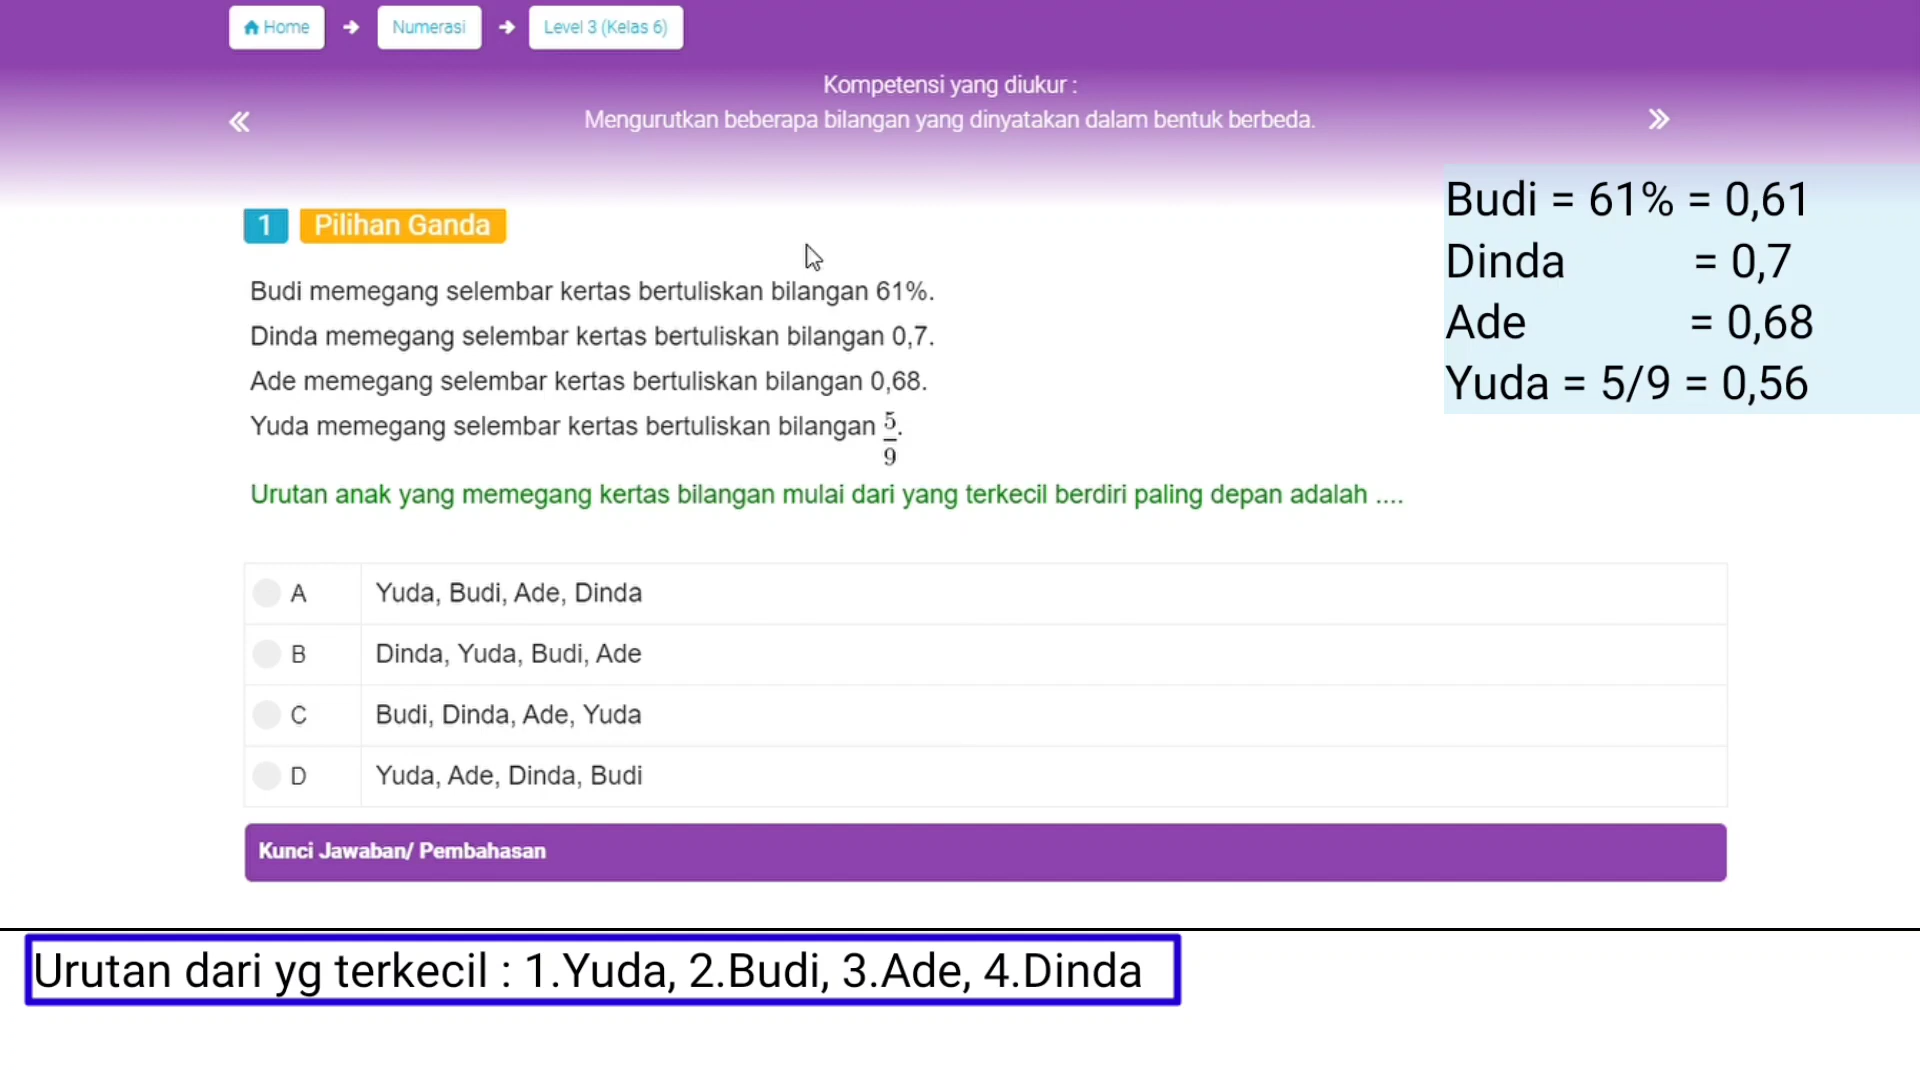 Home
Numerasi
Level 3 (Kelas 6)
Kompetensi yang diukur :
Mengurutkan beberapa bilangan yang dinyatakan dalam bentuk berbeda.
1 Pilihan Ganda
Budi memegang selembar kertas bertuliskan bilangan 61%.
Dinda memegang selembar kertas bertuliskan bilangan 0,7.
Ade memegang selembar kertas bertuliskan bilangan 0,68.
Yuda memegang selembar kertas bertuliskan bilangan 5/9.
Urutan anak yang memegang kertas bilangan mulai dari yang terkecil berdiri paling depan adalah ....
Budi = 61% = 0,61
Dinda = 0,7
Ade = 0,68
Yuda = 5/9 = 0,56
A Yuda, Budi, Ade, Dinda
B Dinda, Yuda, Budi, Ade
C Budi, Dinda, Ade, Yuda
D Yuda, Ade, Dinda, Budi
Kunci Jawaban/ Pembahasan
Urutan dari yg terkecil : 1.Yuda, 2.Budi, 3.Ade, 4.Dinda